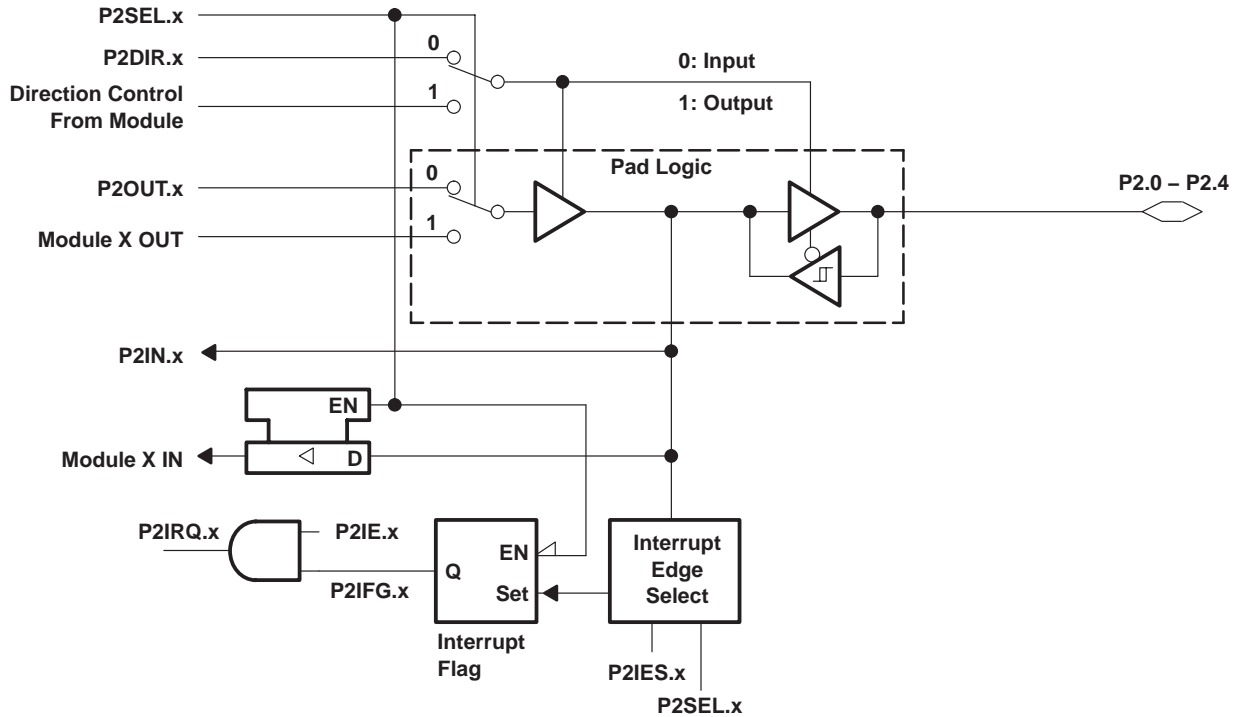 P2SEL.x
P2DIR.x
0
0: Input
Direction Control
From Module
1
1: Output
Pad Logic
P2OUT.x
0
P2.0 – P2.4
Module X OUT
1
P2IN.x
EN
Module X IN
D
P2IRQ.x
P2IE.x
P2IFG.x
Q
EN
Set
Interrupt
Edge
Select
Interrupt
Flag
P2IES.x
P2SEL.x